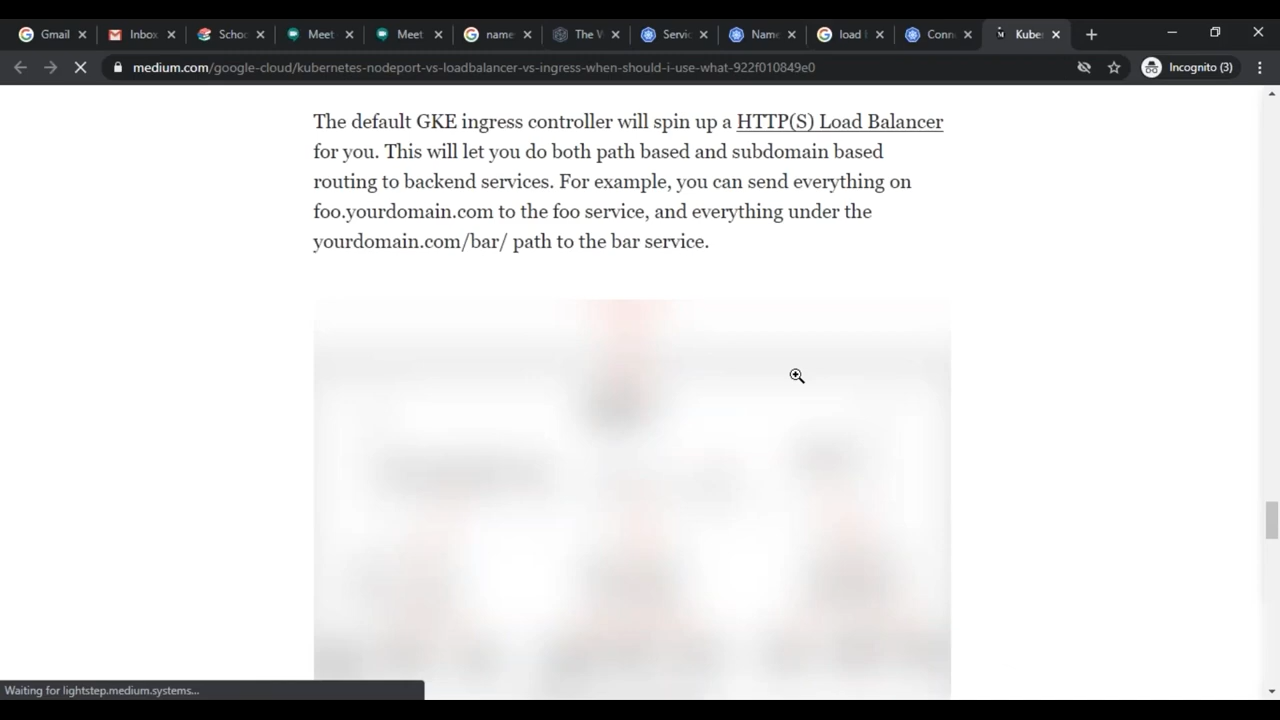 Gmail
Inbox
Schoo
Meet
Meet
name
The V
Servic
Name
load
Conn
Kube
medium.com/google-cloud/kubernetes-nodeport-vs-loadbalancer-vs-ingress-when-should-i-use-what-922f010849e0
Incognito (3)
The default GKE ingress controller will spin up a HTTP(S) Load Balancer
for you. This will let you do both path based and subdomain based
routing to backend services. For example, you can send everything on
foo.yourdomain.com to the foo service, and everything under the
yourdomain.com/bar/ path to the bar service.
Waiting for lightstep.medium.systems...